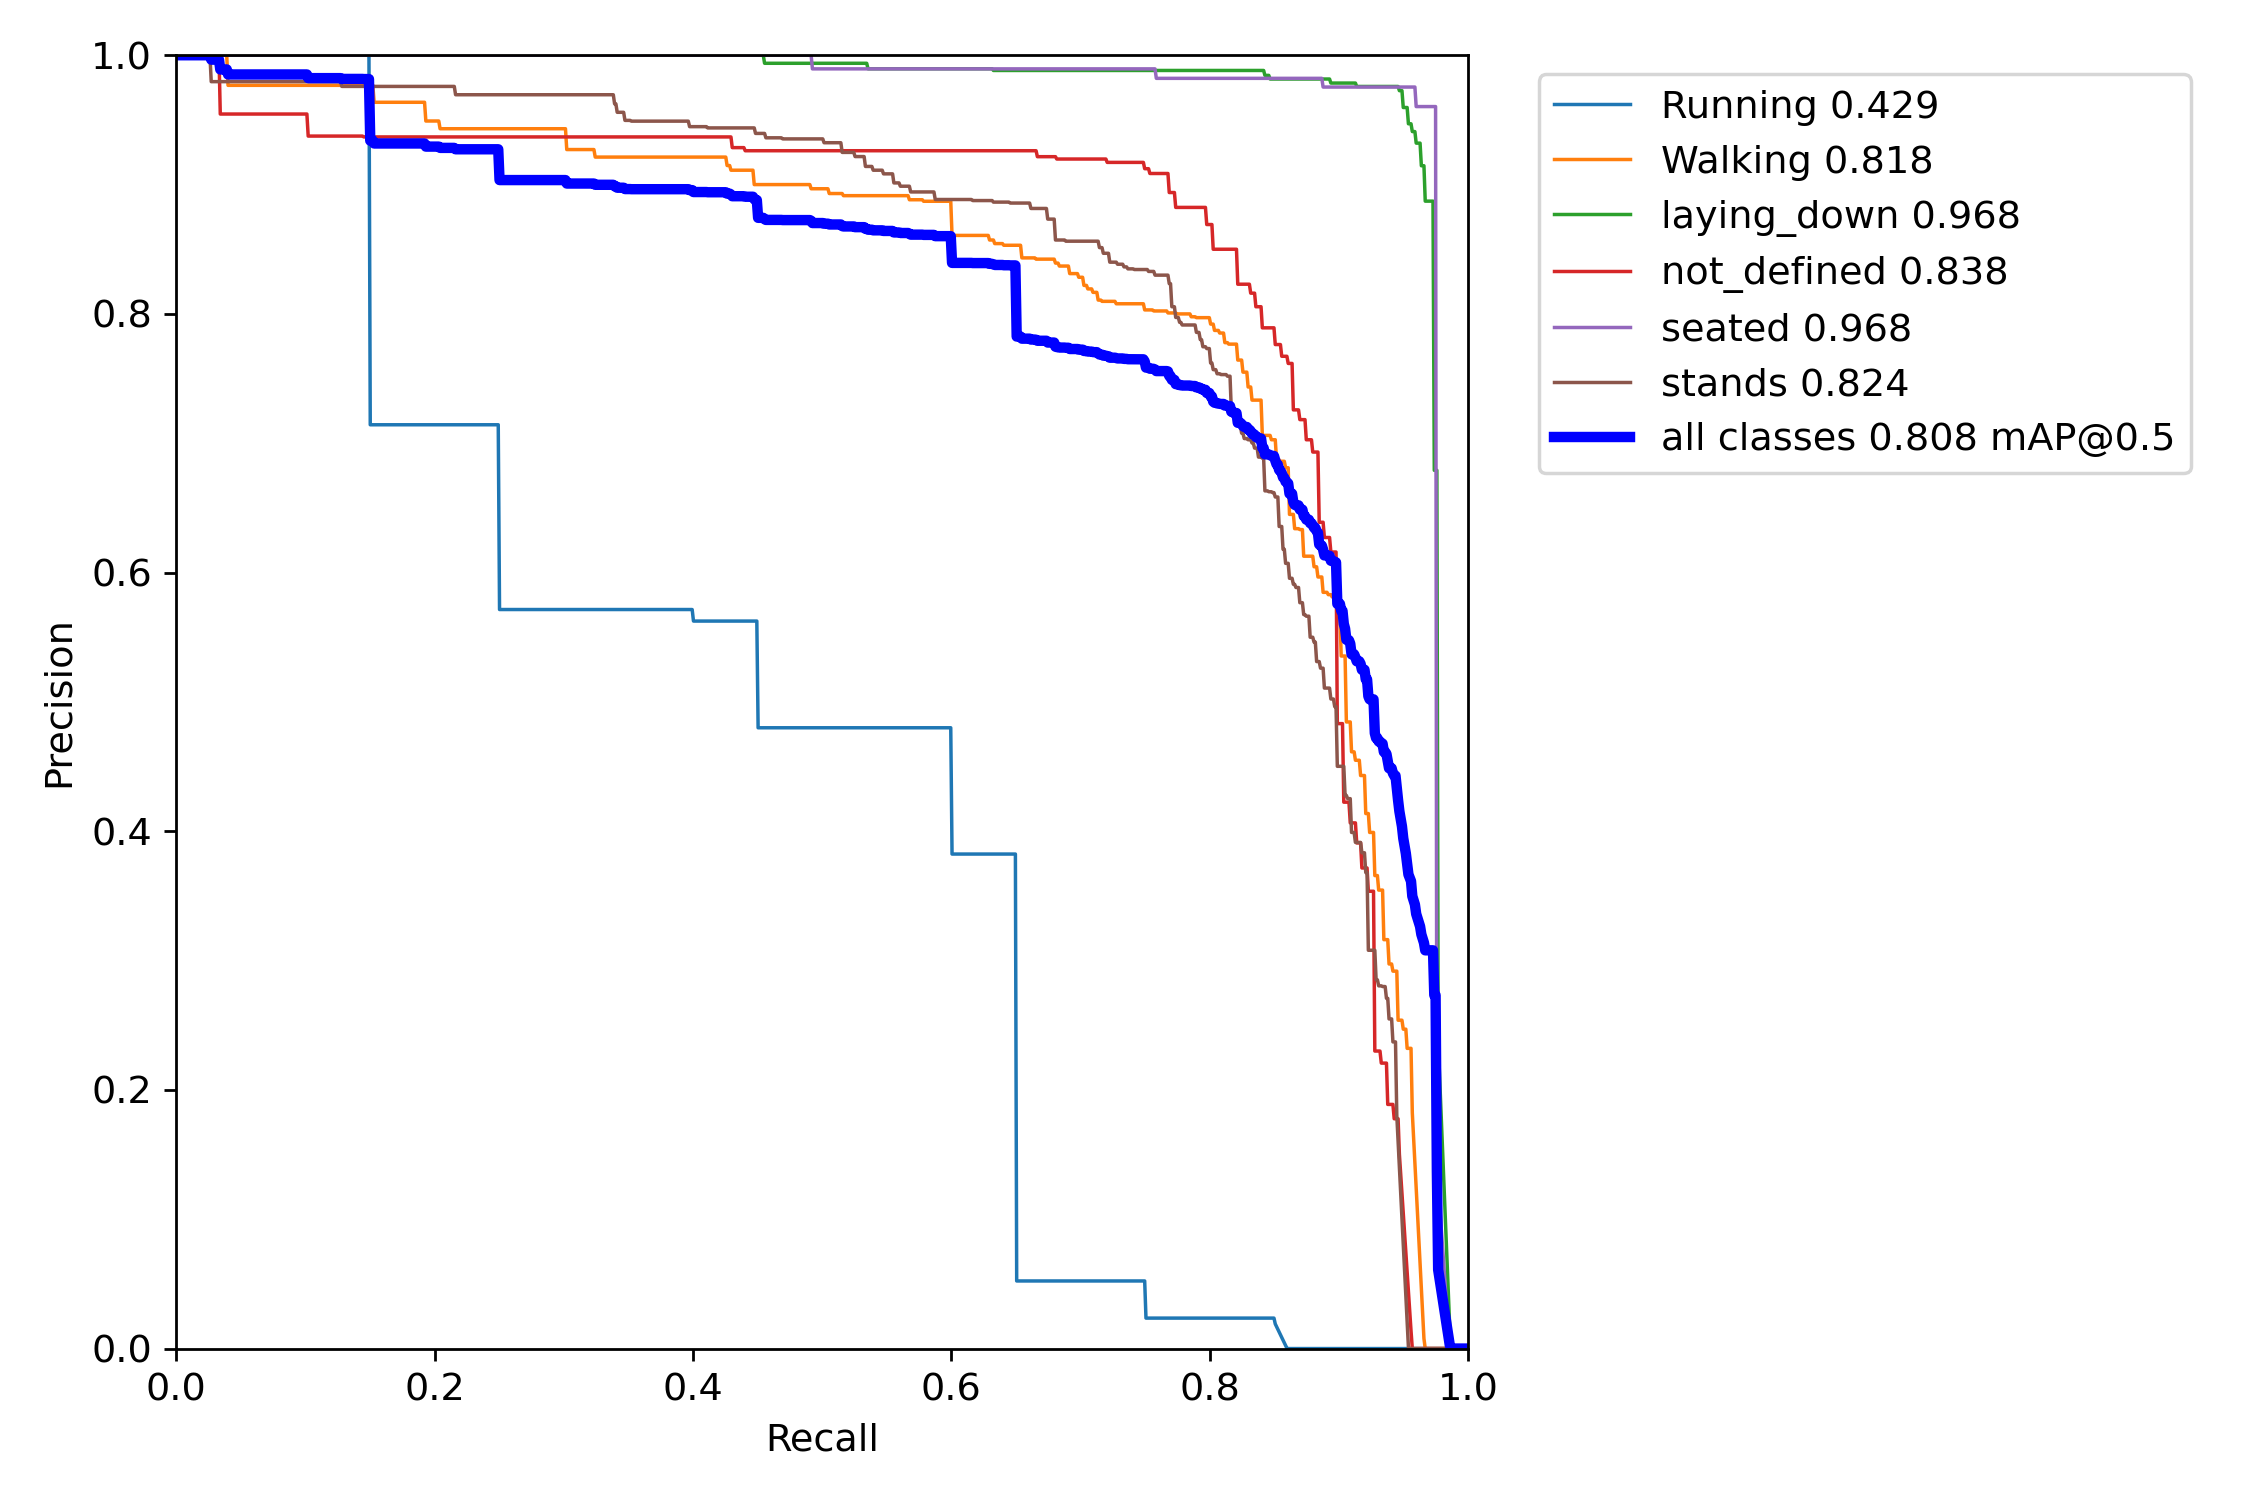 1.0
0.8
0.6
0.4
0.2
0.0
Precision
0.0 0.2 0.4 0.6 0.8 1.0
Recall
Running 0.429
Walking 0.818
laying_down 0.968
not_defined 0.838
seated 0.968
stands 0.824
all classes 0.808 mAP@0.5